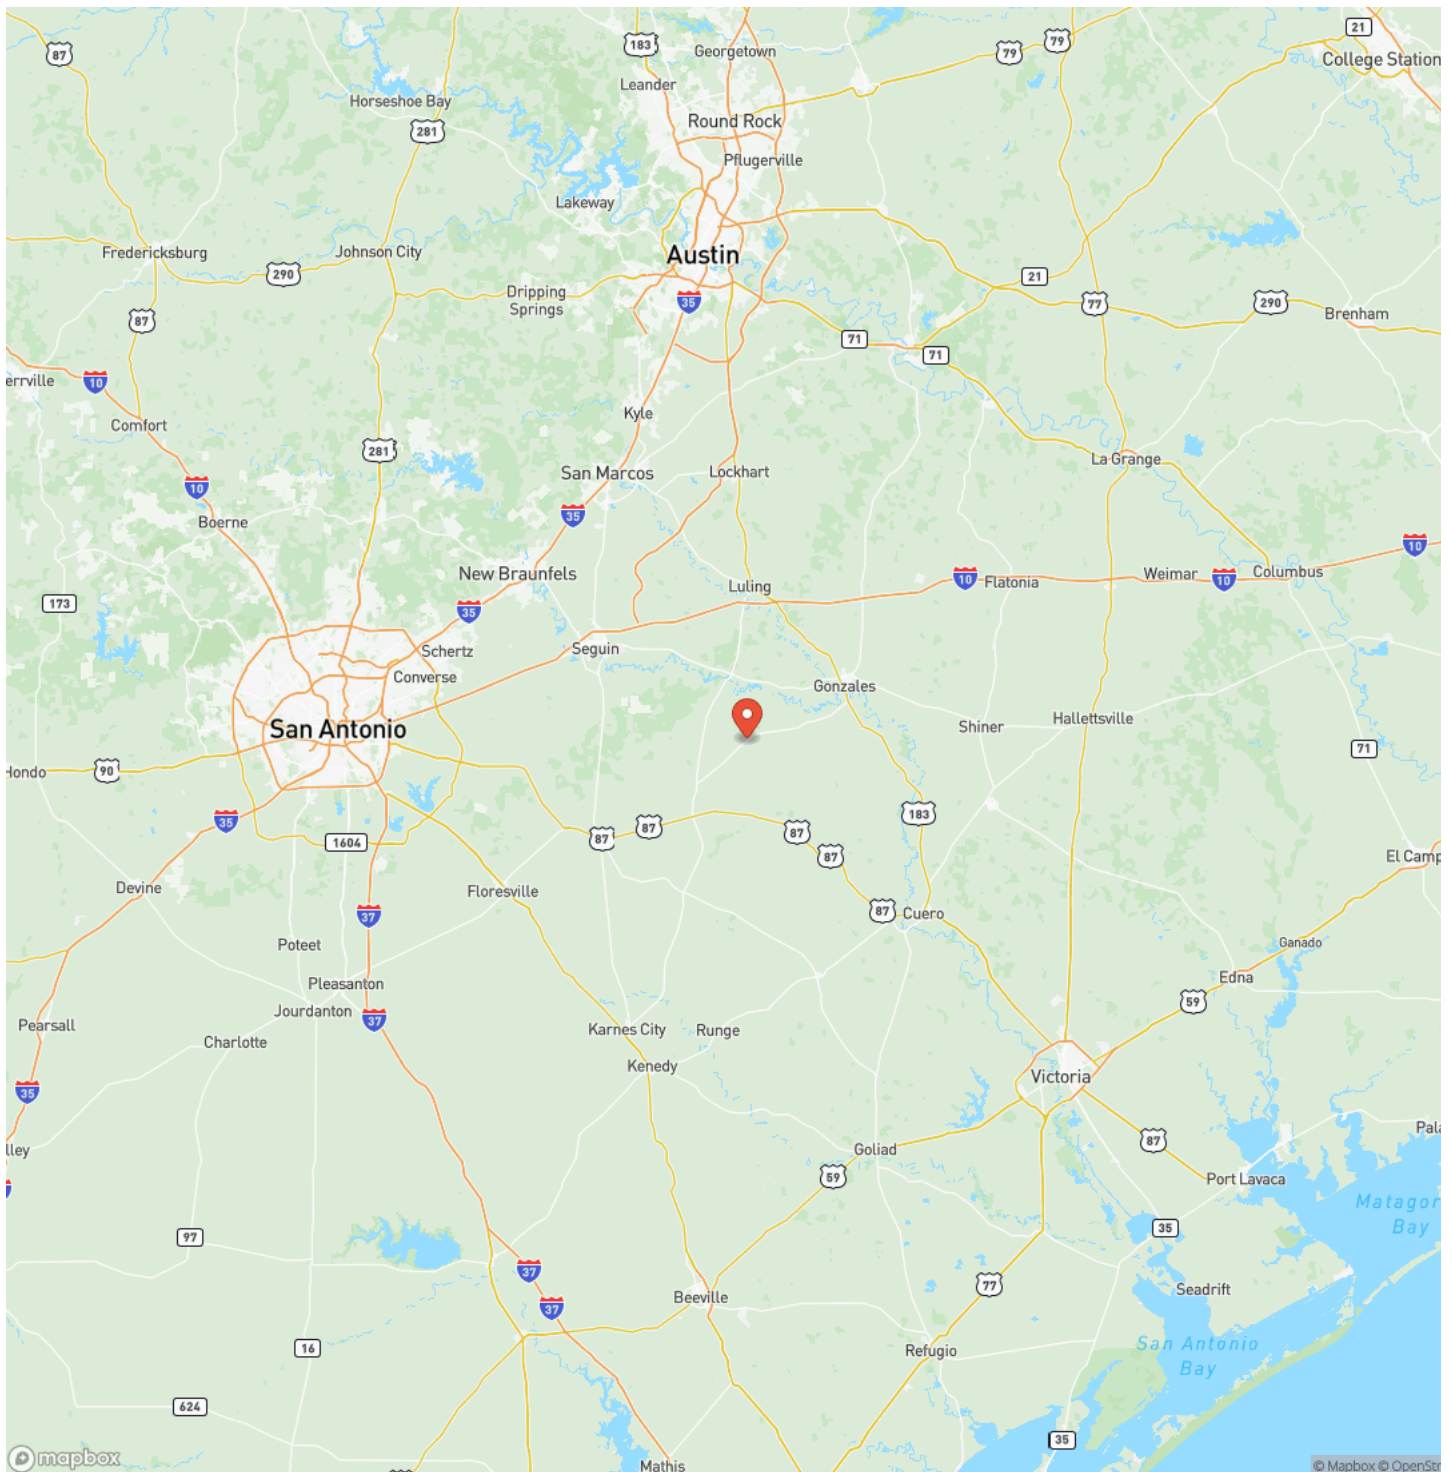 183
79
79
21
87
Georgetown
College Station
Leander
Horseshoe Bay
281
Round Rock
Pflugerville
Lakeway
Fredericksburg
Johnson City
Austin
290
Dripping
Springs
35
21
77
290
87
71
71
Brenham
errville
10
Comfort
Kyle
281
La Grange
San Marcos
Lockhart
10
35
Boerne
10
New Braunfels
Luling
10
Flatonia
Weimar
10
Columbus
173
35
Schertz
Seguin
Converse
Gonzales
San Antonio
Shiner
Hallettsville
71
Hondo
90
35
87
87
87
87
183
1604
El Camp
Devine
Floresville
37
87
Cuero
Poteet
Ganado
Pleasanton
Edna
Jourdanton
37
59
Pearsall
Karnes City
Runge
Charlotte
Kenedy
Victoria
35
87
Pala
lley
Goliad
59
Port Lavaca
Matagor
Bay
97
35
37
77
Seadrift
37
Beeville
16
Refugio
San Antonio
Bay
624
35
mapbox
Mathis
© Mapbox © OpenStr